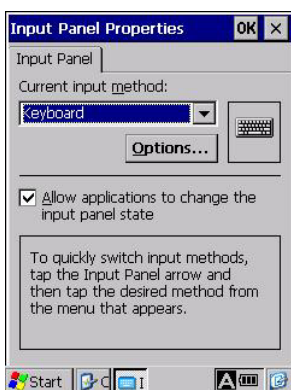 Input Panel Properties OK ×
Input Panel
Current input method:
Keyboard
Options...
Allow applications to change the
input panel state
To quickly switch input methods,
tap the Input Panel arrow and
then tap the desired method from
the menu that appears.
Start C I A